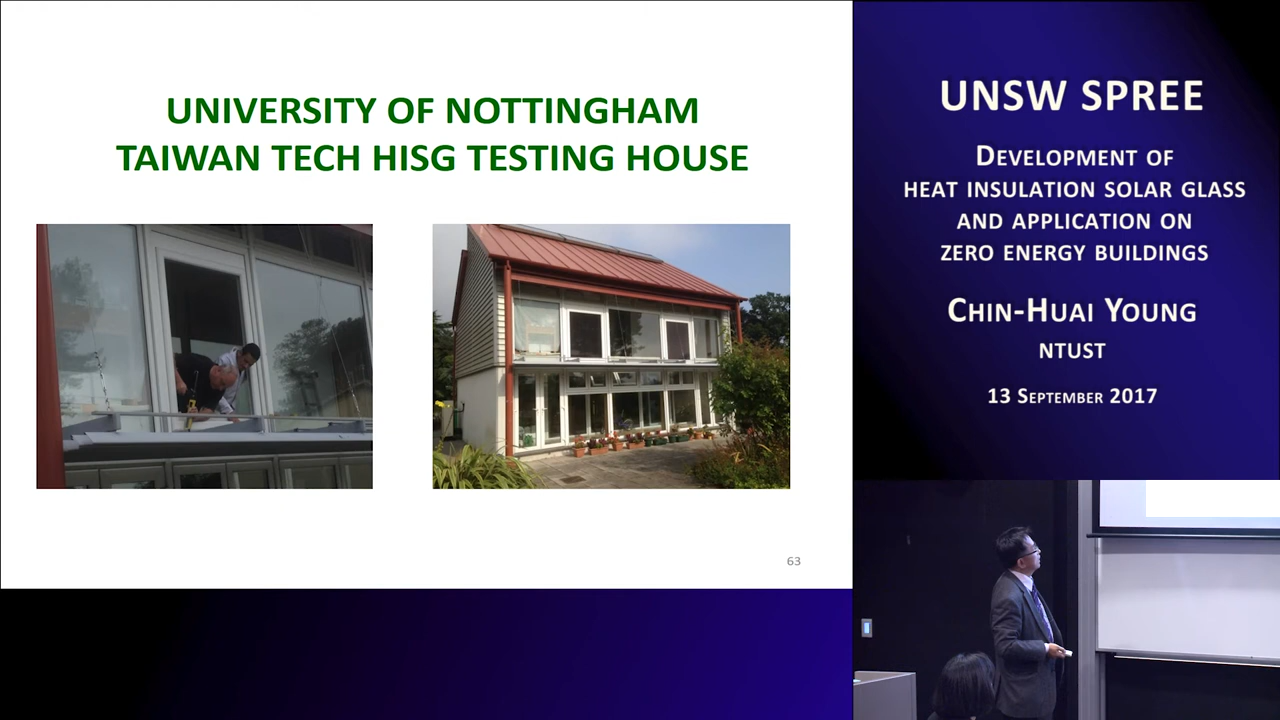 UNIVERSITY OF NOTTINGHAM
TAIWAN TECH HISG TESTING HOUSE
63
UNSW SPREE
DEVELOPMENT OF
HEAT INSULATION SOLAR GLASS
AND APPLICATION ON
ZERO ENERGY BUILDINGS
CHIN-HUAI YOUNG
NTUST
13 SEPTEMBER 2017